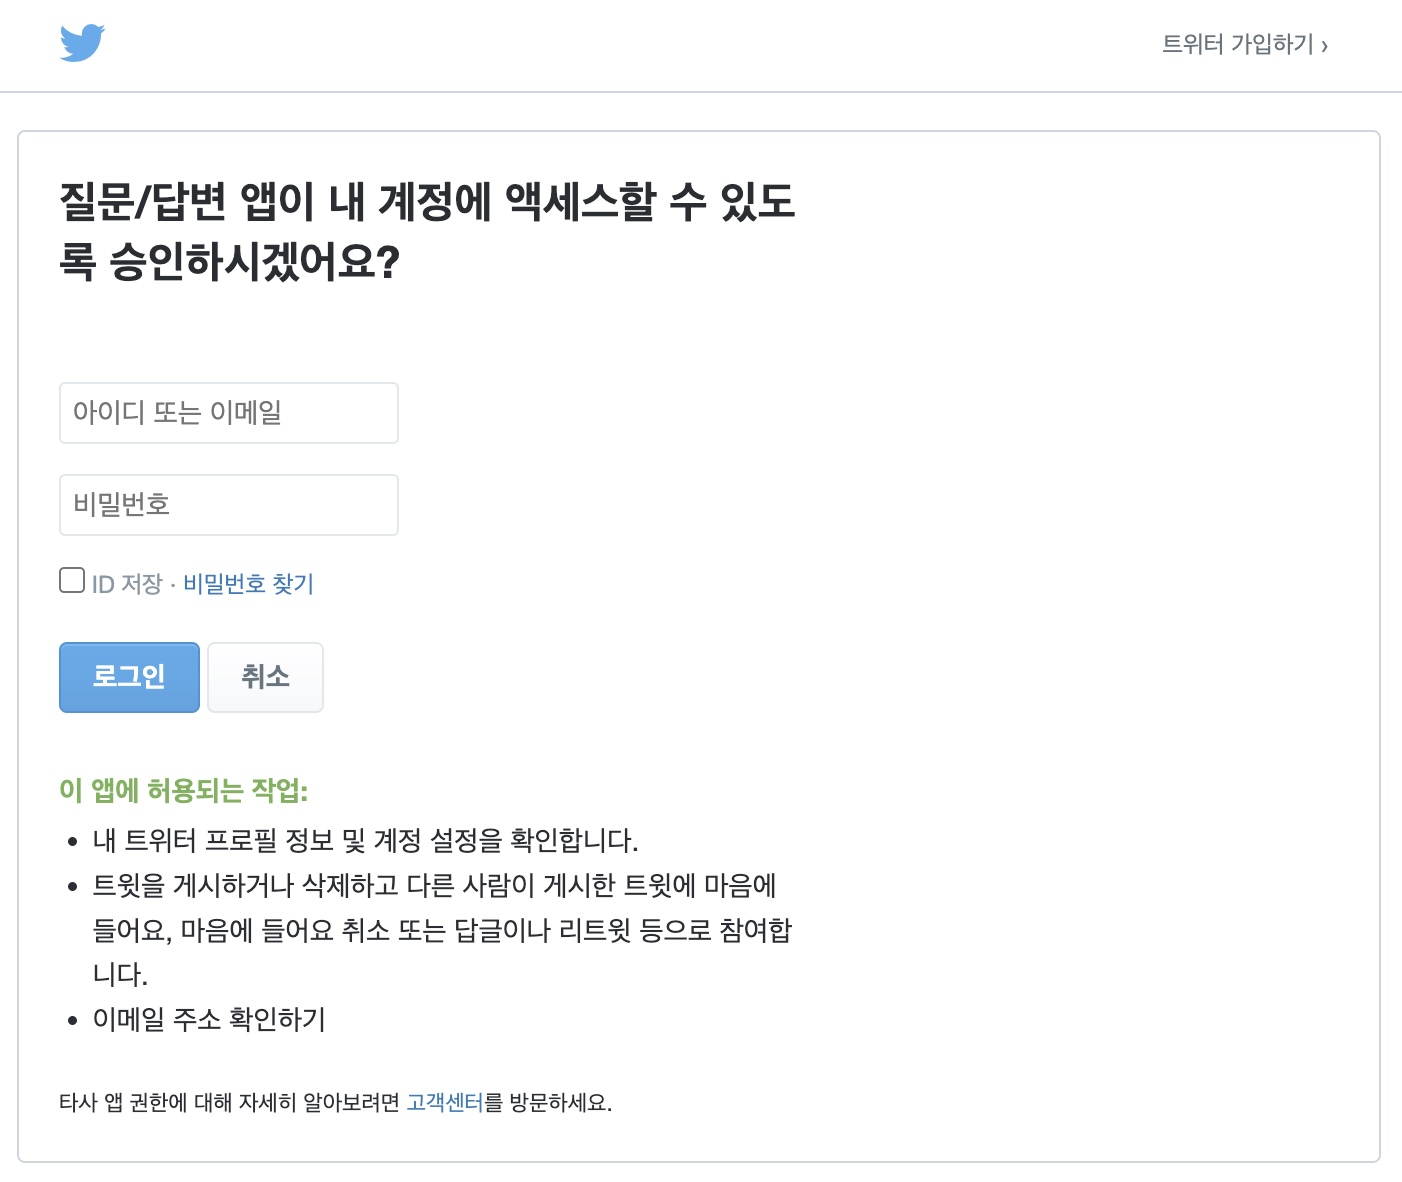 트위터 가입하기 ›
질문/답변 앱이 내 계정에 액세스할 수 있도
록 승인하시겠어요?
아이디 또는 이메일
비밀번호
ID 저장 · 비밀번호 찾기
로그인 취소
이 앱에 허용되는 작업:
• 내 트위터 프로필 정보 및 계정 설정을 확인합니다.
• 트윗을 게시하거나 삭제하고 다른 사람이 게시한 트윗에 마음에
들어요, 마음에 들어요 취소 또는 답글이나 리트윗 등으로 참여합
니다.
• 이메일 주소 확인하기
타사 앱 권한에 대해 자세히 알아보려면 고객센터를 방문하세요.